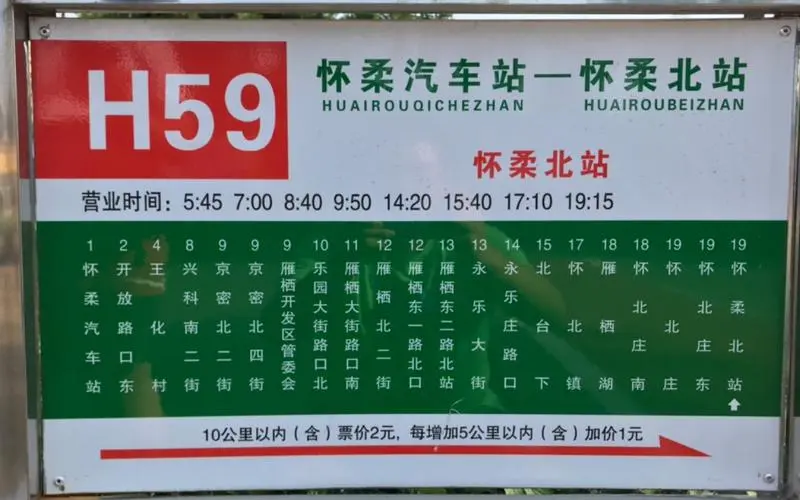 H59
怀柔汽车站—怀柔北站
HUAIROUQICHEZHAN HUAIROUBEIZHAN
怀柔北站
营业时间: 5:45 7:00 8:40 9:50 14:20 15:40 17:10 19:15
1 怀柔汽车站
2 开放路口东
4 王化村
8 兴科南二街
9 京密北二街
9 京密北四街
9 雁栖开发区管委会
10 乐园大街路口北
11 雁栖大街路口南
12 雁栖北二街
12 雁栖东一路北口
13 雁栖东二路北站
13 永乐大街
14 永乐庄路口
15 北台下
17 怀北镇
18 雁栖湖
18 怀北庄南
19 怀北庄
19 怀北庄东
19 怀柔北站
10公里以内（含）票价2元, 每增加5公里以内（含）加价1元